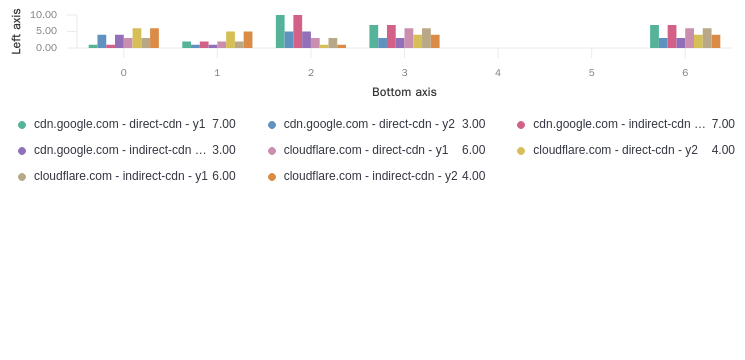 Left axis
10.00
5.00
0.00
0 1 2 3 4 5 6
Bottom axis
cdn.google.com - direct-cdn - y1 7.00
cdn.google.com - direct-cdn - y2 3.00
cdn.google.com - indirect-cdn ... 7.00
cdn.google.com - indirect-cdn ... 3.00
cloudflare.com - direct-cdn - y1 6.00
cloudflare.com - direct-cdn - y2 4.00
cloudflare.com - indirect-cdn - y1 6.00
cloudflare.com - indirect-cdn - y2 4.00